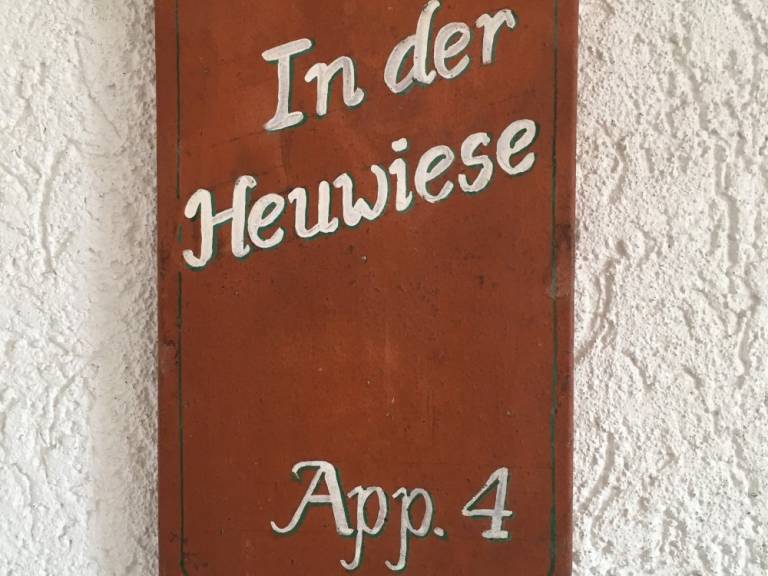 In der
Heuwiese
App. 4